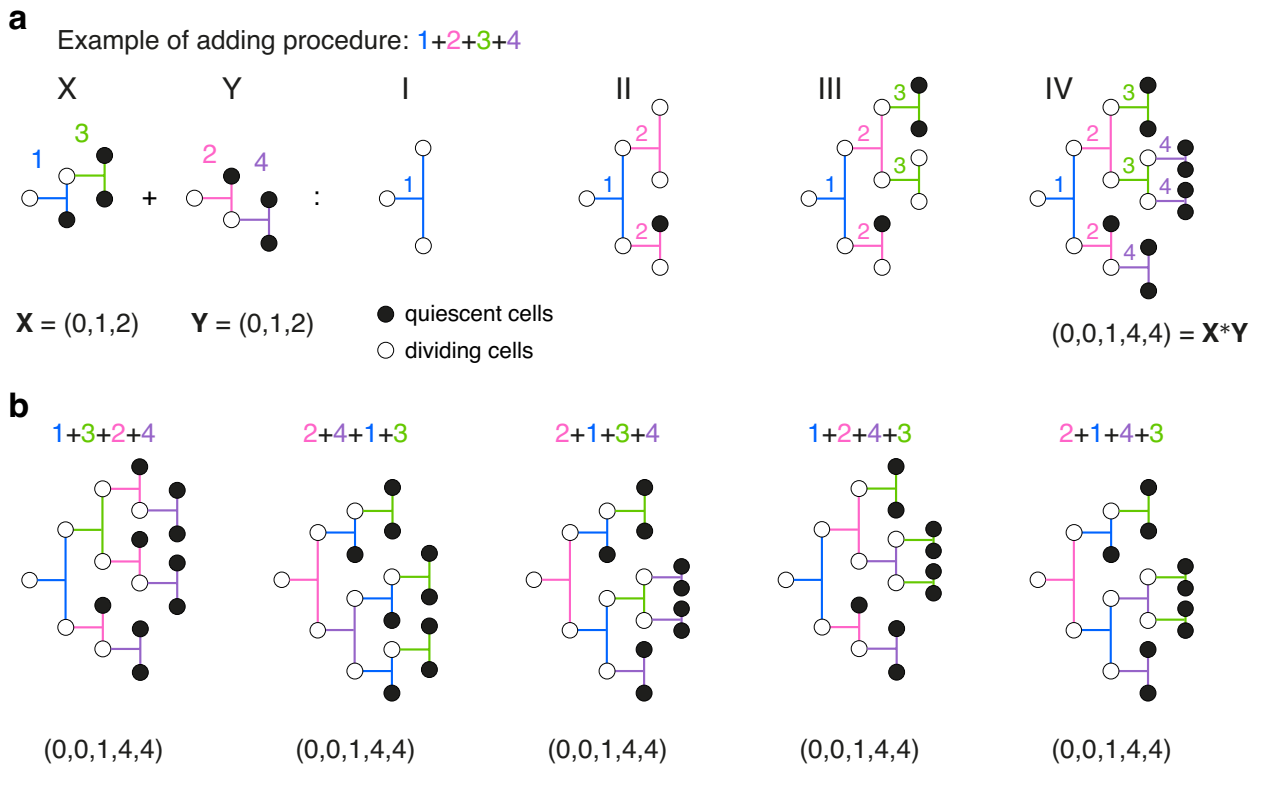 a
Example of adding procedure: 1+2+3+4
X Y I II III IV
1 3 + 2 4 : 1 1 2 2 1 2 3 3 2 1 2 3 3 4 4 2 4
X = (0,1,2) Y = (0,1,2)
quiescent cells
dividing cells
(0,0,1,4,4) = X*Y
b
1+3+2+4 2+4+1+3 2+1+3+4 1+2+4+3 2+1+4+3
(0,0,1,4,4) (0,0,1,4,4) (0,0,1,4,4) (0,0,1,4,4) (0,0,1,4,4)